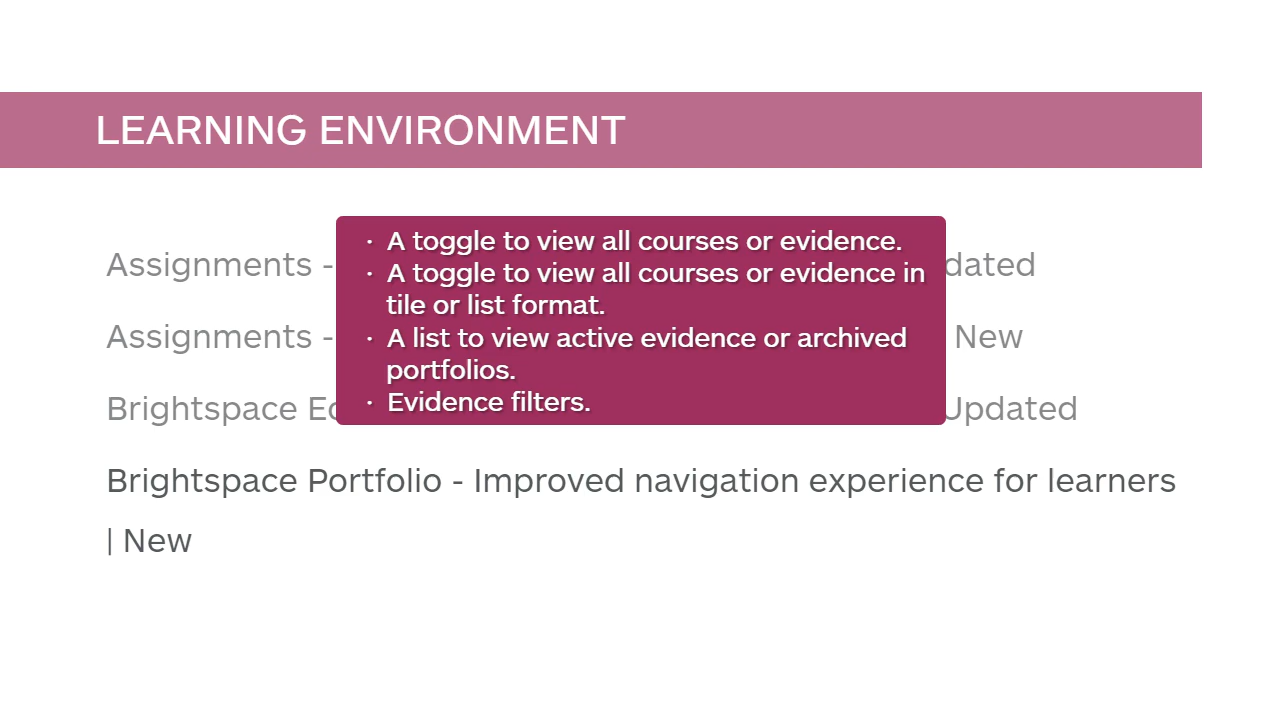 LEARNING ENVIRONMENT
· A toggle to view all courses or evidence.
· A toggle to view all courses or evidence in
tile or list format.
· A list to view active evidence or archived
portfolios.
· Evidence filters.
Assignments -
Assignments - New
Brightspace Updated
Brightspace Portfolio - Improved navigation experience for learners
| New